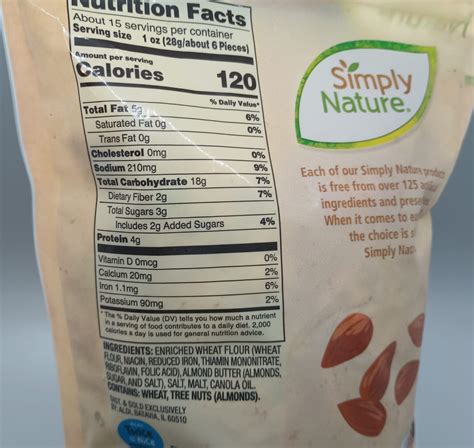 Nutrition Facts
About 15 servings per container
Serving size 1 oz (28g/about 6 Pieces)
Amount per serving
Calories 120
% Daily Value*
Total Fat 5g 6%
Saturated Fat 0g 0%
Trans Fat 0g
Cholesterol 0mg 0%
Sodium 210mg 9%
Total Carbohydrate 18g 7%
Dietary Fiber 2g 7%
Total Sugars 3g
Includes 2g Added Sugars 4%
Protein 4g
Vitamin D 0mcg 0%
Calcium 20mg 2%
Iron 1.1mg 6%
Potassium 90mg 2%
* The % Daily Value (DV) tells you how much a nutrient
in a serving of food contributes to a daily diet. 2,000
calories a day is used for general nutrition advice.
INGREDIENTS: ENRICHED WHEAT FLOUR (WHEAT
FLOUR, NIACIN, REDUCED IRON, THIAMIN MONONITRATE,
RIBOFLAVIN, FOLIC ACID), ALMOND BUTTER (ALMONDS,
SUGAR, AND SALT), SALT, MALT, CANOLA OIL.
CONTAINS: WHEAT, TREE NUTS (ALMONDS).
DIST. & SOLD EXCLUSIVELY
BY: ALDI, BATAVIA, IL 60510
Simply
Nature®
Each of our Simply Nature products
is free from over 125
ingredients and
When it comes to
the choice is
Simply